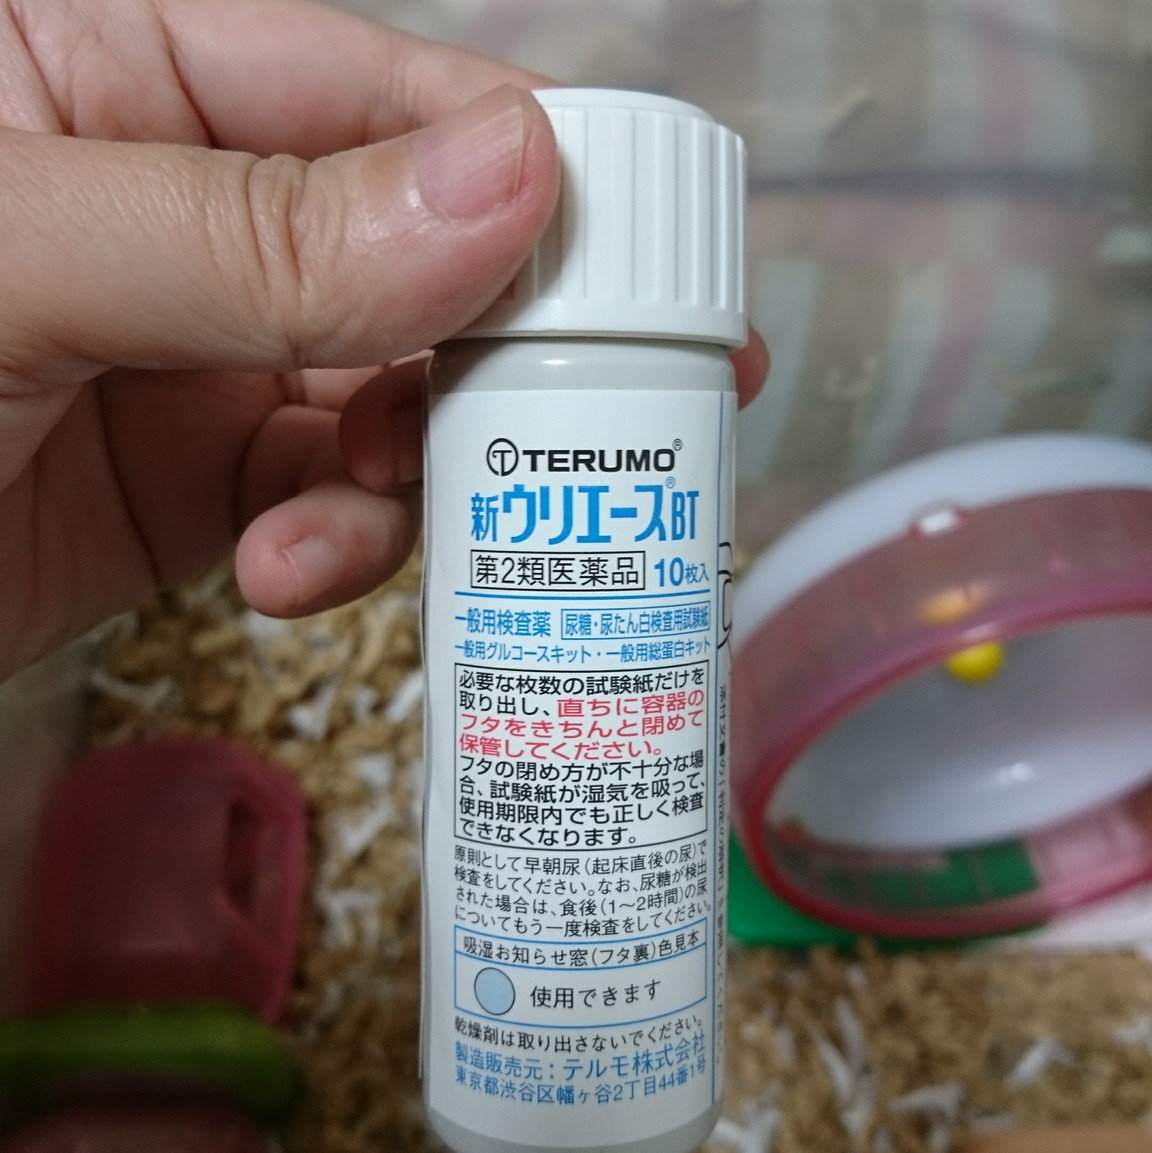 TERUMO®
新ウリエース®BT
第2類医薬品 10枚入
一般用検査薬 尿糖・尿たん白検査用試験紙
一般用グルコースキット・一般用総蛋白キット
必要な枚数の試験紙だけを
取り出し、直ちに容器の
フタをきちんと閉めて
保管してください。
フタの閉め方が不十分な場
合、試験紙が湿気を吸って、
使用期限内でも正しく検査
できなくなります。
原則として早朝尿(起床直後の尿)で
検査をしてください。なお、尿糖が検出
された場合は、食後(1〜2時間)の尿
についてもう一度検査をしてください。
吸湿お知らせ窓(フタ裏)色見本
使用できます
乾燥剤は取り出さないでください。
製造販売元:テルモ株式会社
東京都渋谷区幡ヶ谷2丁目44番1号